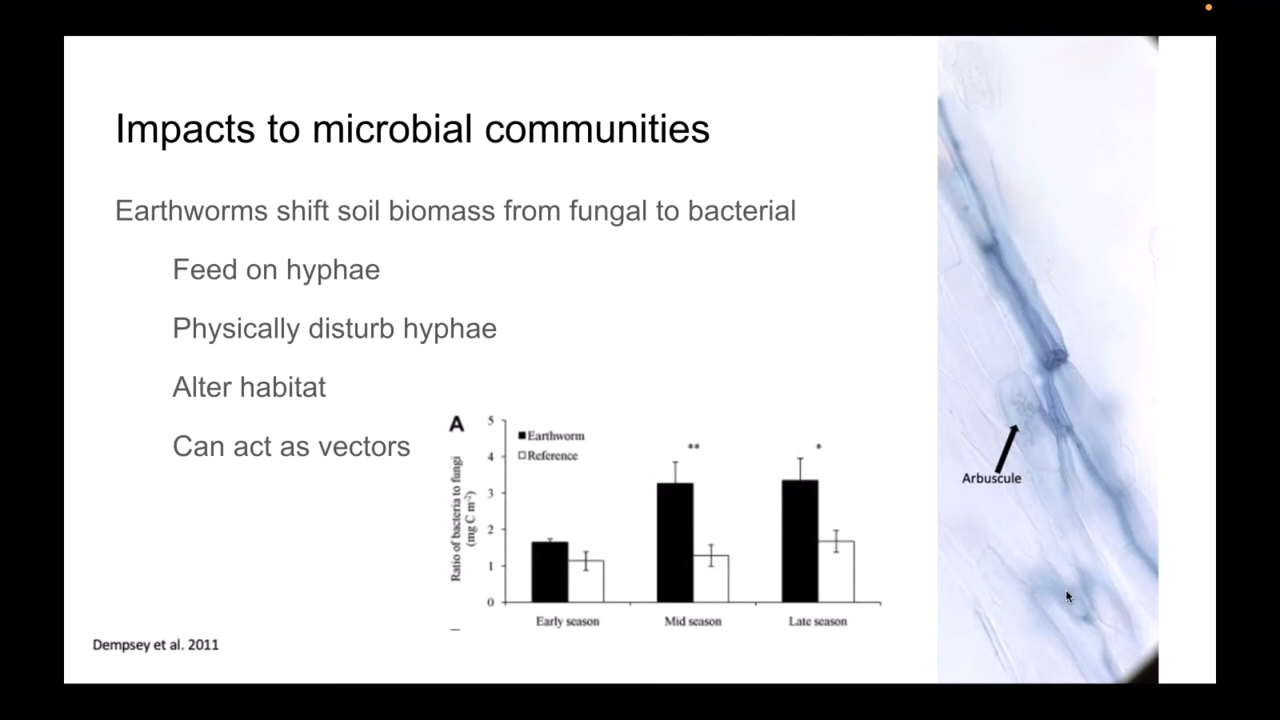 Impacts to microbial communities
Earthworms shift soil biomass from fungal to bacterial
Feed on hyphae
Physically disturb hyphae
Alter habitat
Can act as vectors
A
Ratio of bacteria to fungi
(mg C m⁻²)
5
4
3
2
1
0
Earthworm
Reference
**
*
Early season
Mid season
Late season
Arbuscule
Dempsey et al. 2011